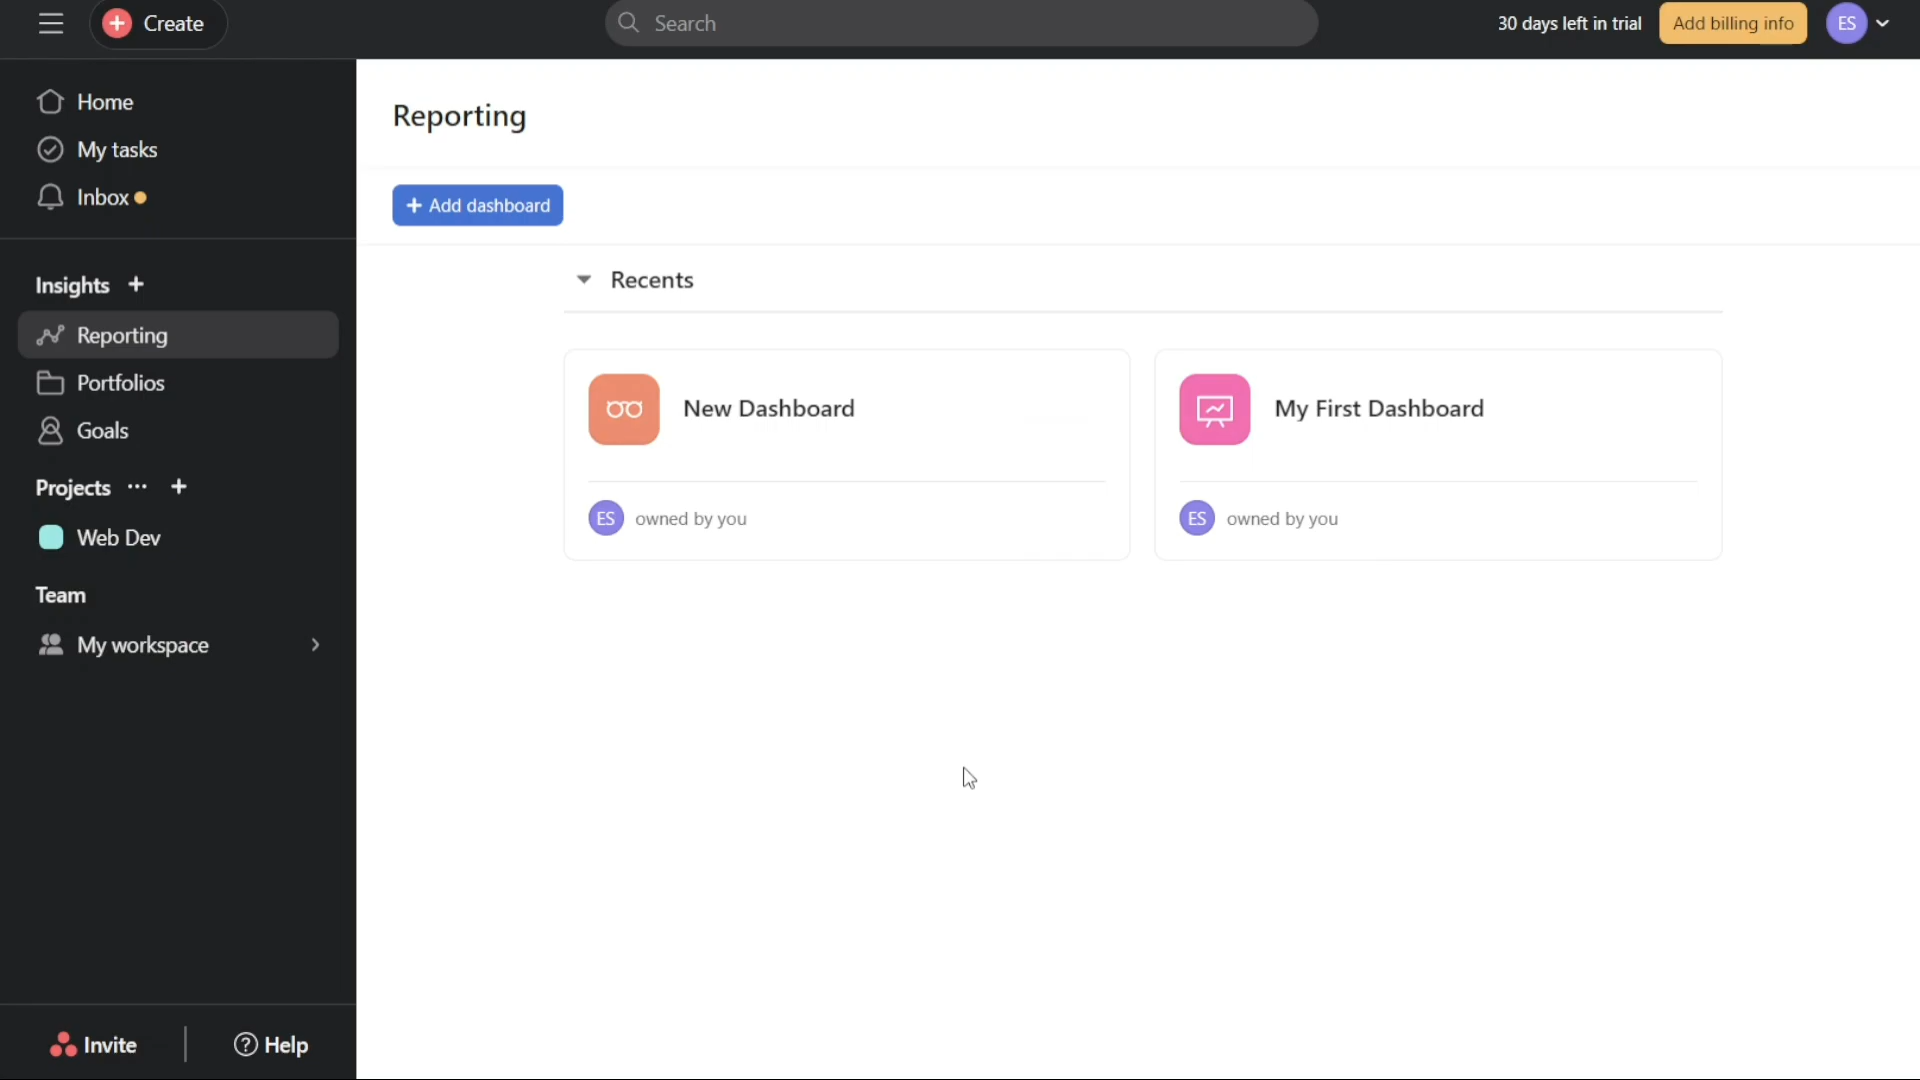 Create
Search
30 days left in trial
Add billing info
ES
Home
My tasks
Inbox
Insights +
Reporting
Portfolios
Goals
Projects ... +
Web Dev
Team
My workspace
Invite
Help
Reporting
+ Add dashboard
Recents
New Dashboard
ES owned by you
My First Dashboard
ES owned by you